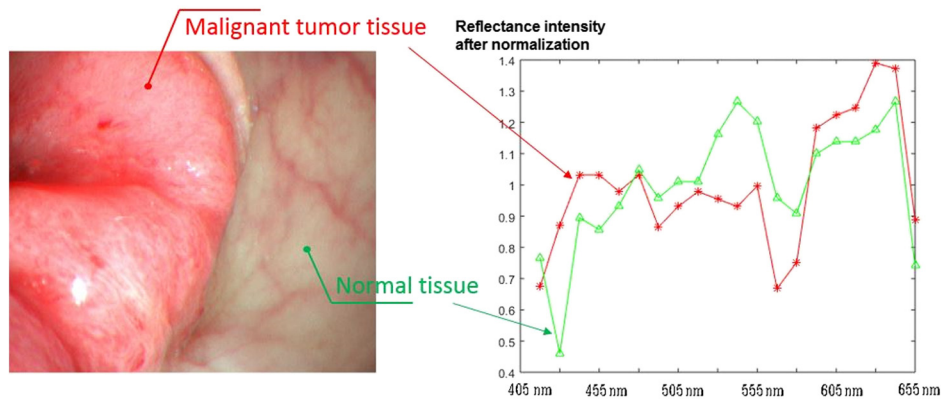 Malignant tumor tissue
Normal tissue
Reflectance intensity
after normalization
1.4
1.3
1.2
1.1
1
0.9
0.8
0.7
0.6
0.5
0.4
405 nm 455 nm 505 nm 555 nm 605 nm 655 nm